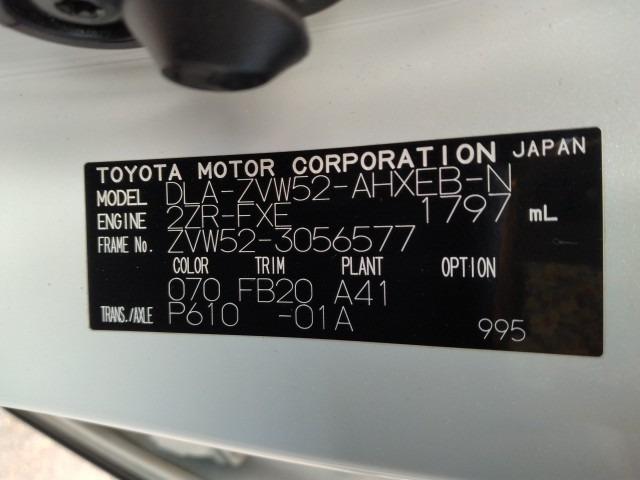 TOYOTA MOTOR CORPORATION JAPAN
MODEL DLA-ZVW52-AHXEB-N
ENGINE 2ZR-FXE 1797 mL
FRAME No. ZVW52-3056577
COLOR TRIM PLANT OPTION
070 FB20 A41
TRANS./AXLE P610 -01A 995